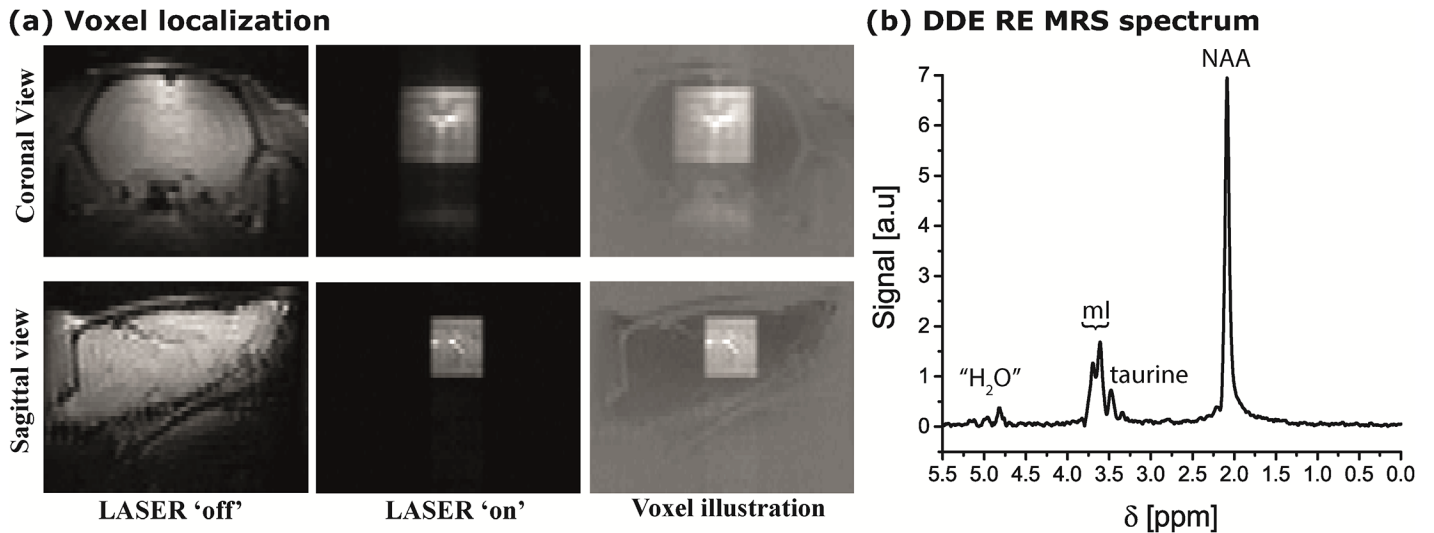 (a) Voxel localization
Coronal View
Sagittal view
LASER ‘off’
LASER ‘on’
Voxel illustration
(b) DDE RE MRS spectrum
NAA
7
6
5
4
3
2
1
0
Signal [a.u]
mI
taurine
“H₂O”
5.5 5.0 4.5 4.0 3.5 3.0 2.5 2.0 1.5 1.0 0.5 0.0
δ [ppm]